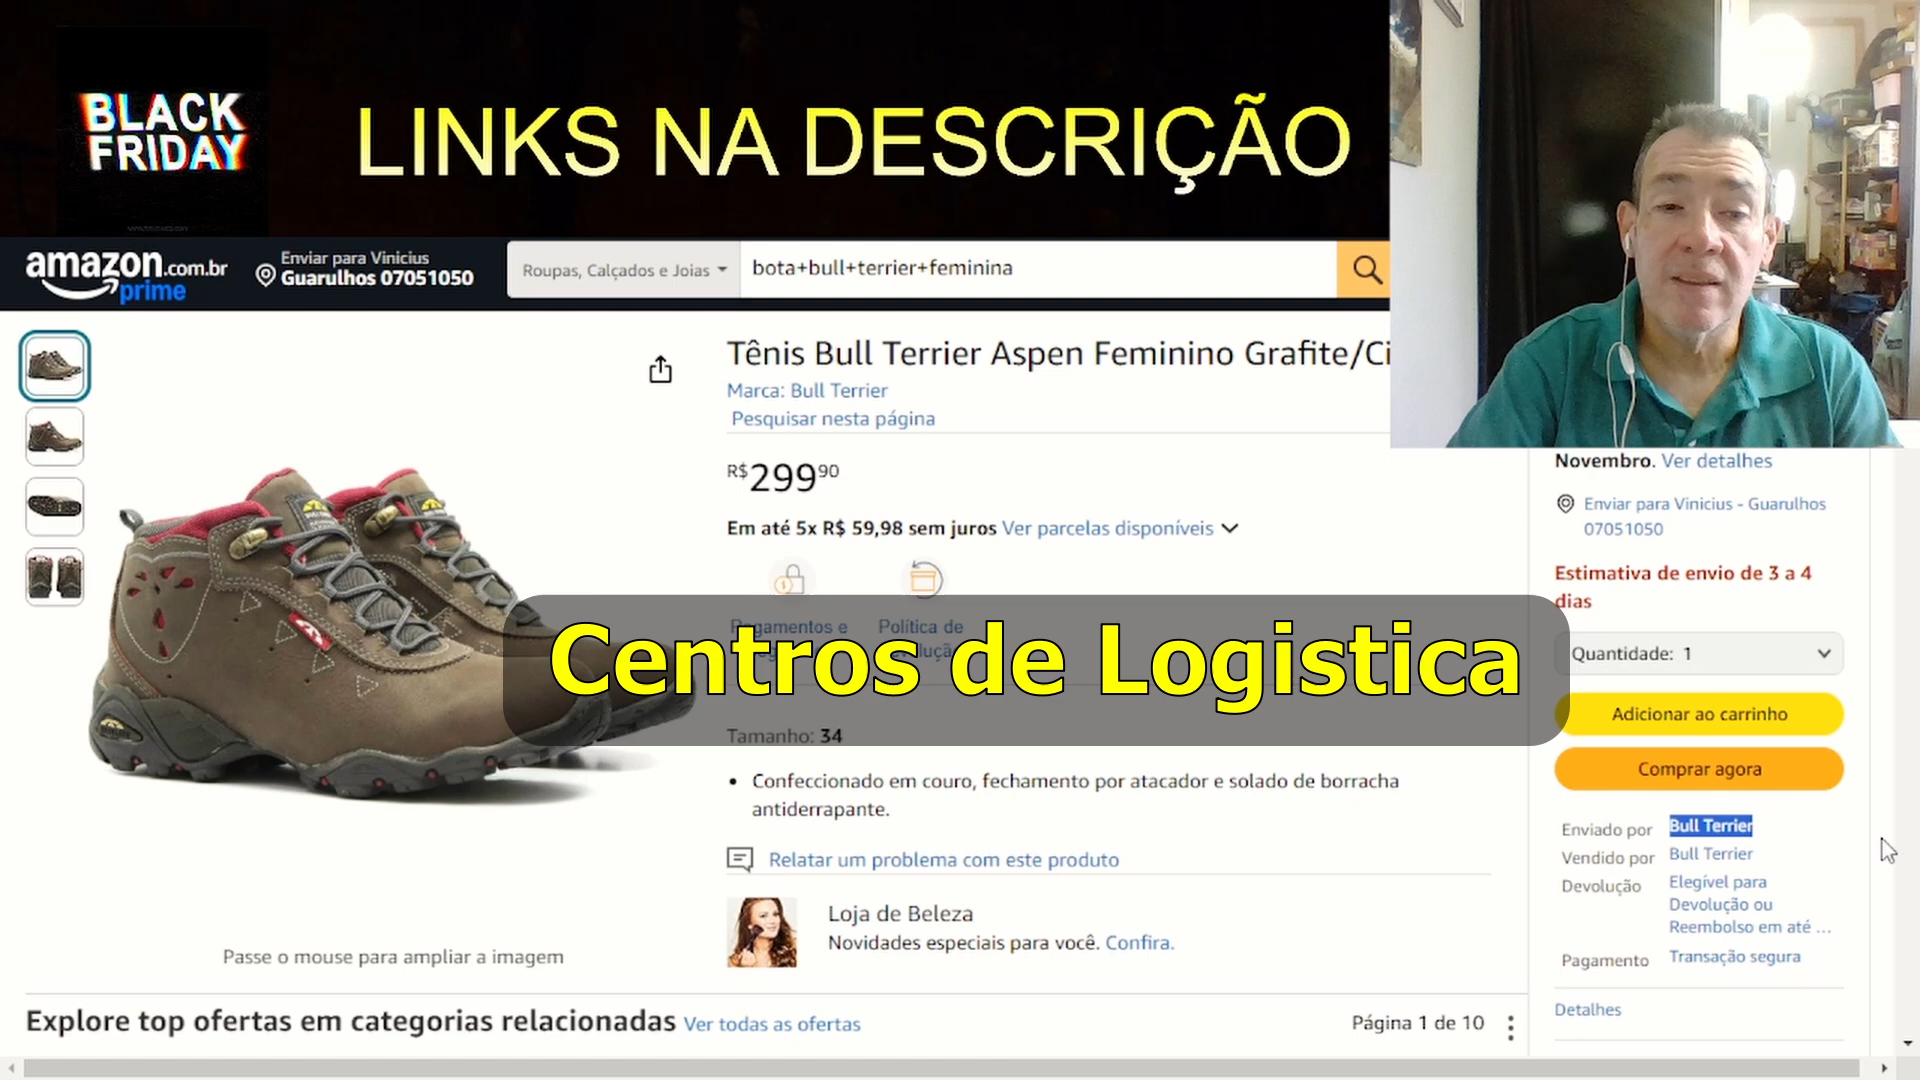 BLACK
FRIDAY
LINKS NA DESCRIÇÃO
amazon.com.br
prime
Enviar para Vinicius
Guarulhos 07051050
Roupas, Calçados e Joias
bota+bull+terrier+feminina
Tênis Bull Terrier Aspen Feminino Grafite/Ci
Marca: Bull Terrier
Pesquisar nesta página
R$29990
Em até 5x R$ 59,98 sem juros Ver parcelas disponíveis
Pagamentos e
Política de
Centros de Logistica
Tamanho: 34
• Confeccionado em couro, fechamento por atacador e solado de borracha
antiderrapante.
Relatar um problema com este produto
Loja de Beleza
Novidades especiais para você. Confira.
Passe o mouse para ampliar a imagem
Explore top ofertas em categorias relacionadas Ver todas as ofertas
Página 1 de 10
Novembro. Ver detalhes
Enviar para Vinicius - Guarulhos
07051050
Estimativa de envio de 3 a 4
dias
Quantidade: 1
Adicionar ao carrinho
Comprar agora
Enviado por Bull Terrier
Vendido por Bull Terrier
Devolução Elegível para
Devolução ou
Reembolso em até ...
Pagamento Transação segura
Detalhes